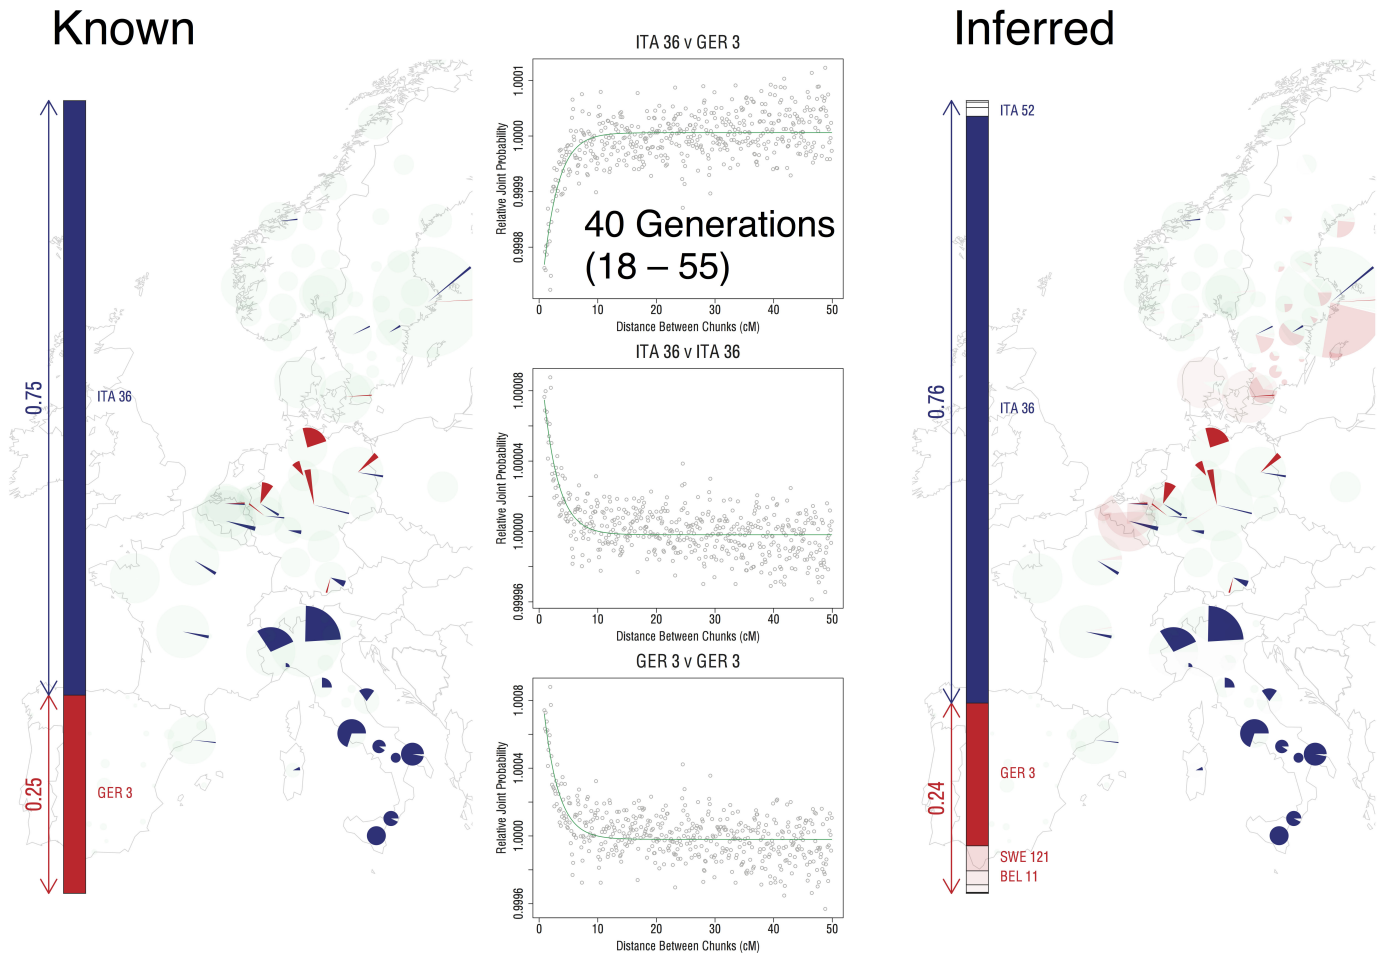 Known
Inferred
0.75
0.25
ITA 36
GER 3
ITA 36 v GER 3
Relative Joint Probability
1.0001
1.0000
0.9999
0.9998
40 Generations
(18 – 55)
0 10 20 30 40 50
Distance Between Chunks (cM)
ITA 36 v ITA 36
Relative Joint Probability
1.00008
1.00004
1.00000
0.99996
0 10 20 30 40 50
Distance Between Chunks (cM)
GER 3 v GER 3
Relative Joint Probability
1.0008
1.0004
1.0000
0.9996
0 10 20 30 40 50
Distance Between Chunks (cM)
0.76
0.24
ITA 52
ITA 36
GER 3
SWE 121
BEL 11